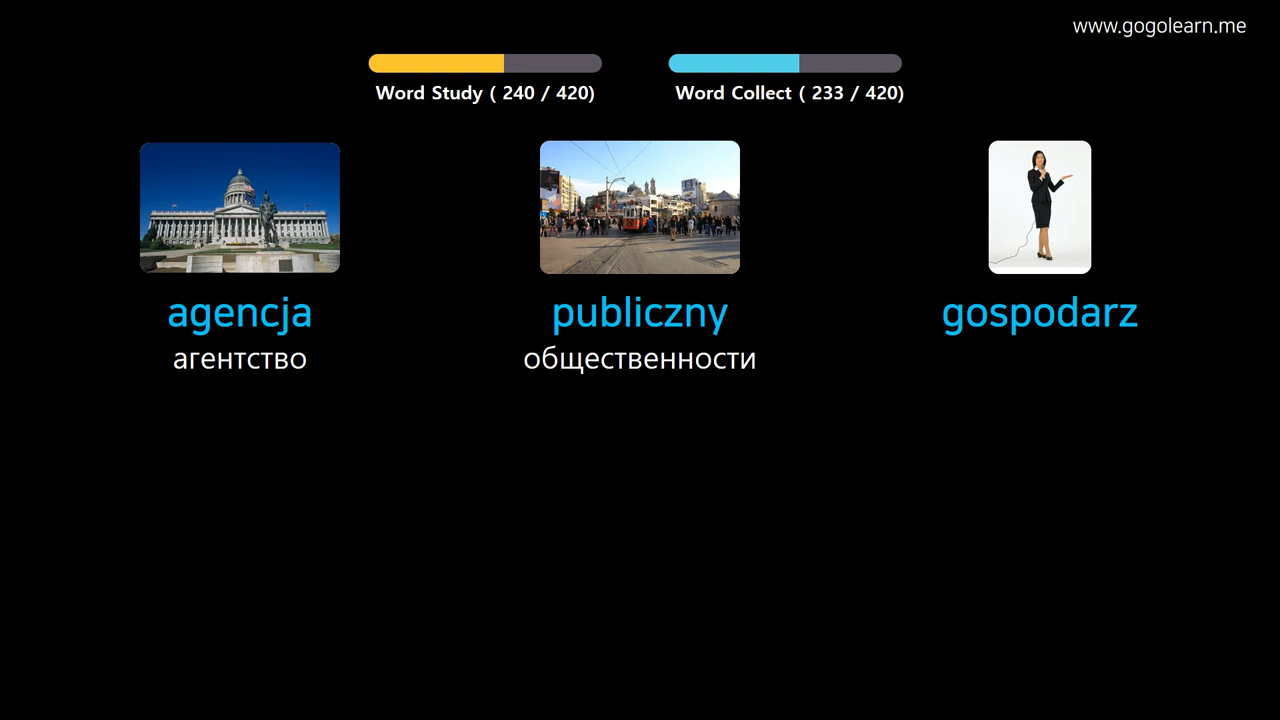 www.gogolearn.me
Word Study ( 240 / 420)
Word Collect ( 233 / 420)
agencja
publiczny
gospodarz
агентство
общественности